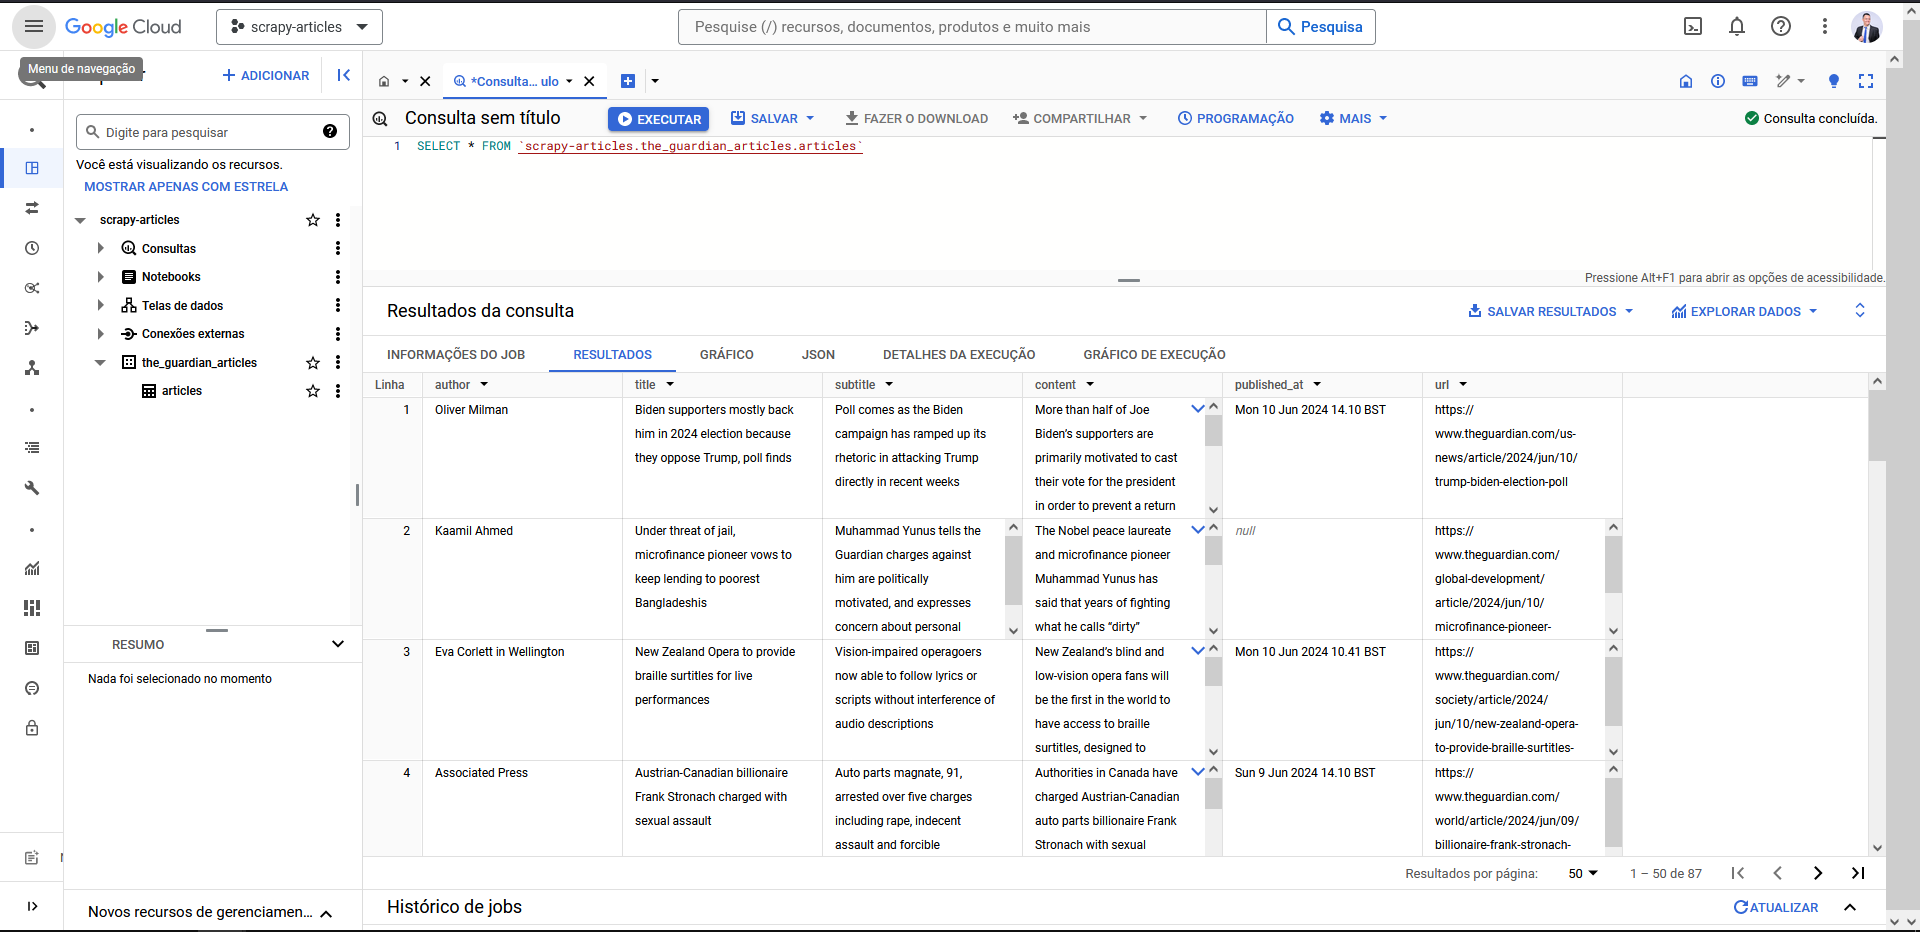 Google Cloud
scrapy-articles
Pesquise (/) recursos, documentos, produtos e muito mais
Pesquisa
Menu de navegação
ADICIONAR
*Consulta... ulo
Digite para pesquisar
Você está visualizando os recursos.
MOSTRAR APENAS COM ESTRELA
scrapy-articles
Consultas
Notebooks
Telas de dados
Conexões externas
the_guardian_articles
articles
RESUMO
Nada foi selecionado no momento
Novos recursos de gerenciamen...
Consulta sem título
EXECUTAR
SALVAR
FAZER O DOWNLOAD
COMPARTILHAR
PROGRAMAÇÃO
MAIS
Consulta concluída.
1 SELECT * FROM `scrapy-articles.the_guardian_articles.articles`
Pressione Alt+F1 para abrir as opções de acessibilidade.
Resultados da consulta
SALVAR RESULTADOS
EXPLORAR DADOS
INFORMAÇÕES DO JOB
RESULTADOS
GRÁFICO
JSON
DETALHES DA EXECUÇÃO
GRÁFICO DE EXECUÇÃO
Linha
author
title
subtitle
content
published_at
url
1
Oliver Milman
Biden supporters mostly back
him in 2024 election because
they oppose Trump, poll finds
Poll comes as the Biden
campaign has ramped up its
rhetoric in attacking Trump
directly in recent weeks
More than half of Joe
Biden’s supporters are
primarily motivated to cast
their vote for the president
in order to prevent a return
Mon 10 Jun 2024 14.10 BST
https://
www.theguardian.com/us-
news/article/2024/jun/10/
trump-biden-election-poll
2
Kaamil Ahmed
Under threat of jail,
microfinance pioneer vows to
keep lending to poorest
Bangladeshis
Muhammad Yunus tells the
Guardian charges against
him are politically
motivated, and expresses
concern about personal
The Nobel peace laureate
and microfinance pioneer
Muhammad Yunus has
said that years of fighting
what he calls “dirty”
null
https://
www.theguardian.com/
global-development/
article/2024/jun/10/
microfinance-pioneer-
3
Eva Corlett in Wellington
New Zealand Opera to provide
braille surtitles for live
performances
Vision-impaired operagoers
now able to follow lyrics or
scripts without interference of
audio descriptions
New Zealand’s blind and
low-vision opera fans will
be the first in the world to
have access to braille
surtitles, designed to
Mon 10 Jun 2024 10.41 BST
https://
www.theguardian.com/
society/article/2024/
jun/10/new-zealand-opera-
to-provide-braille-surtitles-
4
Associated Press
Austrian-Canadian billionaire
Frank Stronach charged with
sexual assault
Auto parts magnate, 91,
arrested over five charges
including rape, indecent
assault and forcible
Authorities in Canada have
charged Austrian-Canadian
auto parts billionaire Frank
Stronach with sexual
Sun 9 Jun 2024 14.10 BST
https://
www.theguardian.com/
world/article/2024/jun/09/
billionaire-frank-stronach-
Resultados por página:
50
1 – 50 de 87
Histórico de jobs
ATUALIZAR